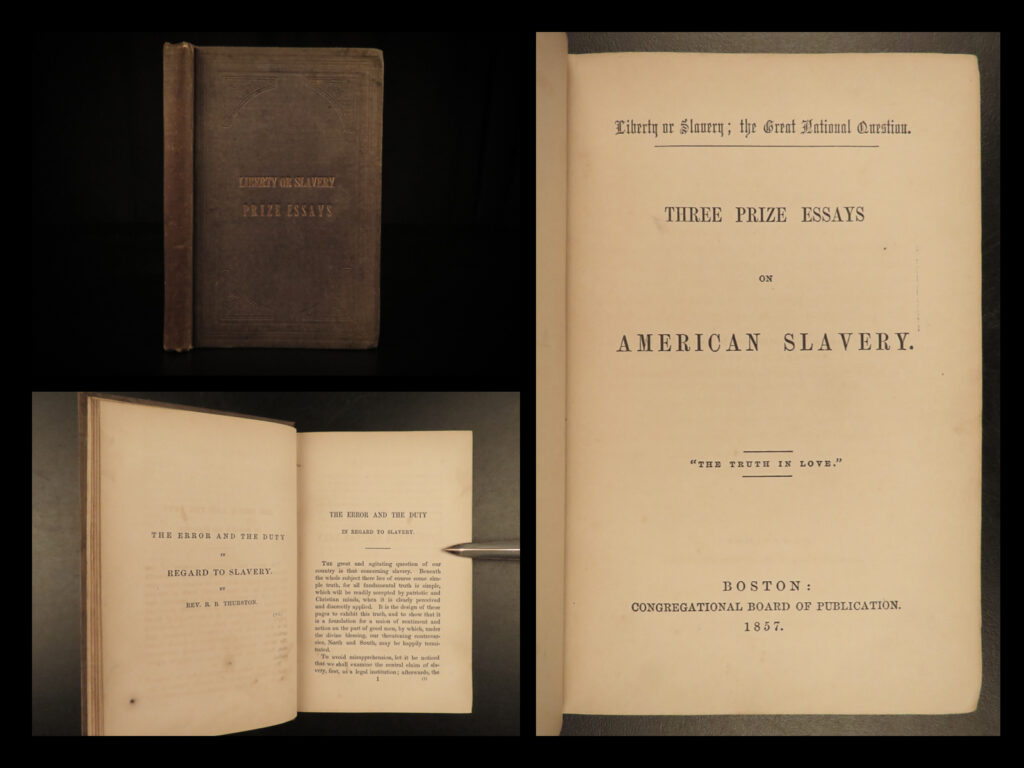 LIBERTY OR SLAVERY
PRIZE ESSAYS
Liberty or Slavery; the Great National Question.
THREE PRIZE ESSAYS
ON
AMERICAN SLAVERY.
"THE TRUTH IN LOVE."
BOSTON:
CONGREGATIONAL BOARD OF PUBLICATION.
1857.
THE ERROR AND THE DUTY
IN
REGARD TO SLAVERY.
BY
REV. R. B. THURSTON.
THE ERROR AND THE DUTY
IN REGARD TO SLAVERY.
The great and agitating question of our
country is that concerning slavery. Beneath
the whole subject there lies of course some sim-
ple truth, for all fundamental truth is simple,
which will be readily accepted by patriotic and
Christian minds, when it is clearly perceived
and discreetly applied. It is the design of these
pages to exhibit this truth, and to show that it
is a foundation for a union of sentiment and
action on the part of good men, by which, under
the divine blessing, our threatening controver-
sies, North and South, may be happily termi-
nated.
To avoid misapprehension, let it be noticed
that we shall examine the central claim of sla-
very, first, as a legal institution; afterwards, the
1
(1)